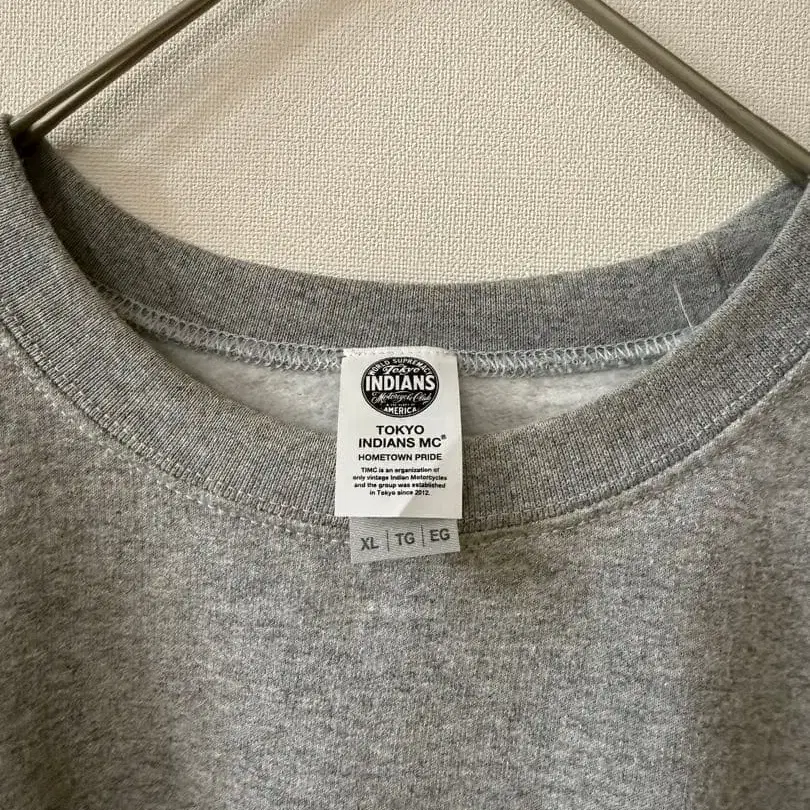 WORLD SUPREMACY
Tokyo
INDIANS
Motorcycle Club
AMERICA
TOKYO
INDIANS MC®
HOMETOWN PRIDE
TIMC is an organization of
only vintage Indian Motorcycles
and the group was established
in Tokyo since 2012.
XL | TG | EG